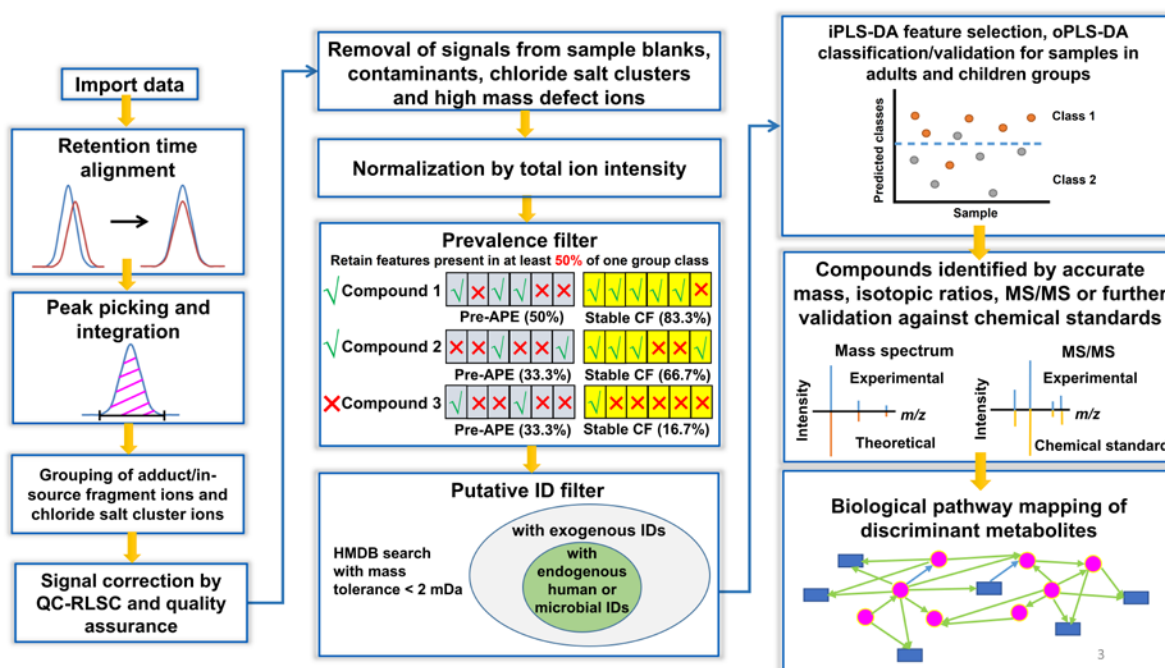 Import data
Retention time
alignment
Peak picking and
integration
Grouping of adduct/in-
source fragment ions and
chloride salt cluster ions
Signal correction by
QC-RLSC and quality
assurance
Removal of signals from sample blanks,
contaminants, chloride salt clusters
and high mass defect ions
Normalization by total ion intensity
Prevalence filter
Retain features present in at least 50% of one group class
Compound 1
Pre-APE (50%)
Stable CF (83.3%)
Compound 2
Pre-APE (33.3%)
Stable CF (66.7%)
Compound 3
Pre-APE (33.3%)
Stable CF (16.7%)
Putative ID filter
HMDB search
with mass
tolerance < 2 mDa
with exogenous IDs
with
endogenous
human or
microbial IDs
iPLS-DA feature selection, oPLS-DA
classification/validation for samples in
adults and children groups
Predicted classes
Class 1
Class 2
Sample
Compounds identified by accurate
mass, isotopic ratios, MS/MS or further
validation against chemical standards
Mass spectrum
Intensity
Experimental
m/z
Theoretical
MS/MS
Intensity
Experimental
m/z
Chemical standard
Biological pathway mapping of
discriminant metabolites
3